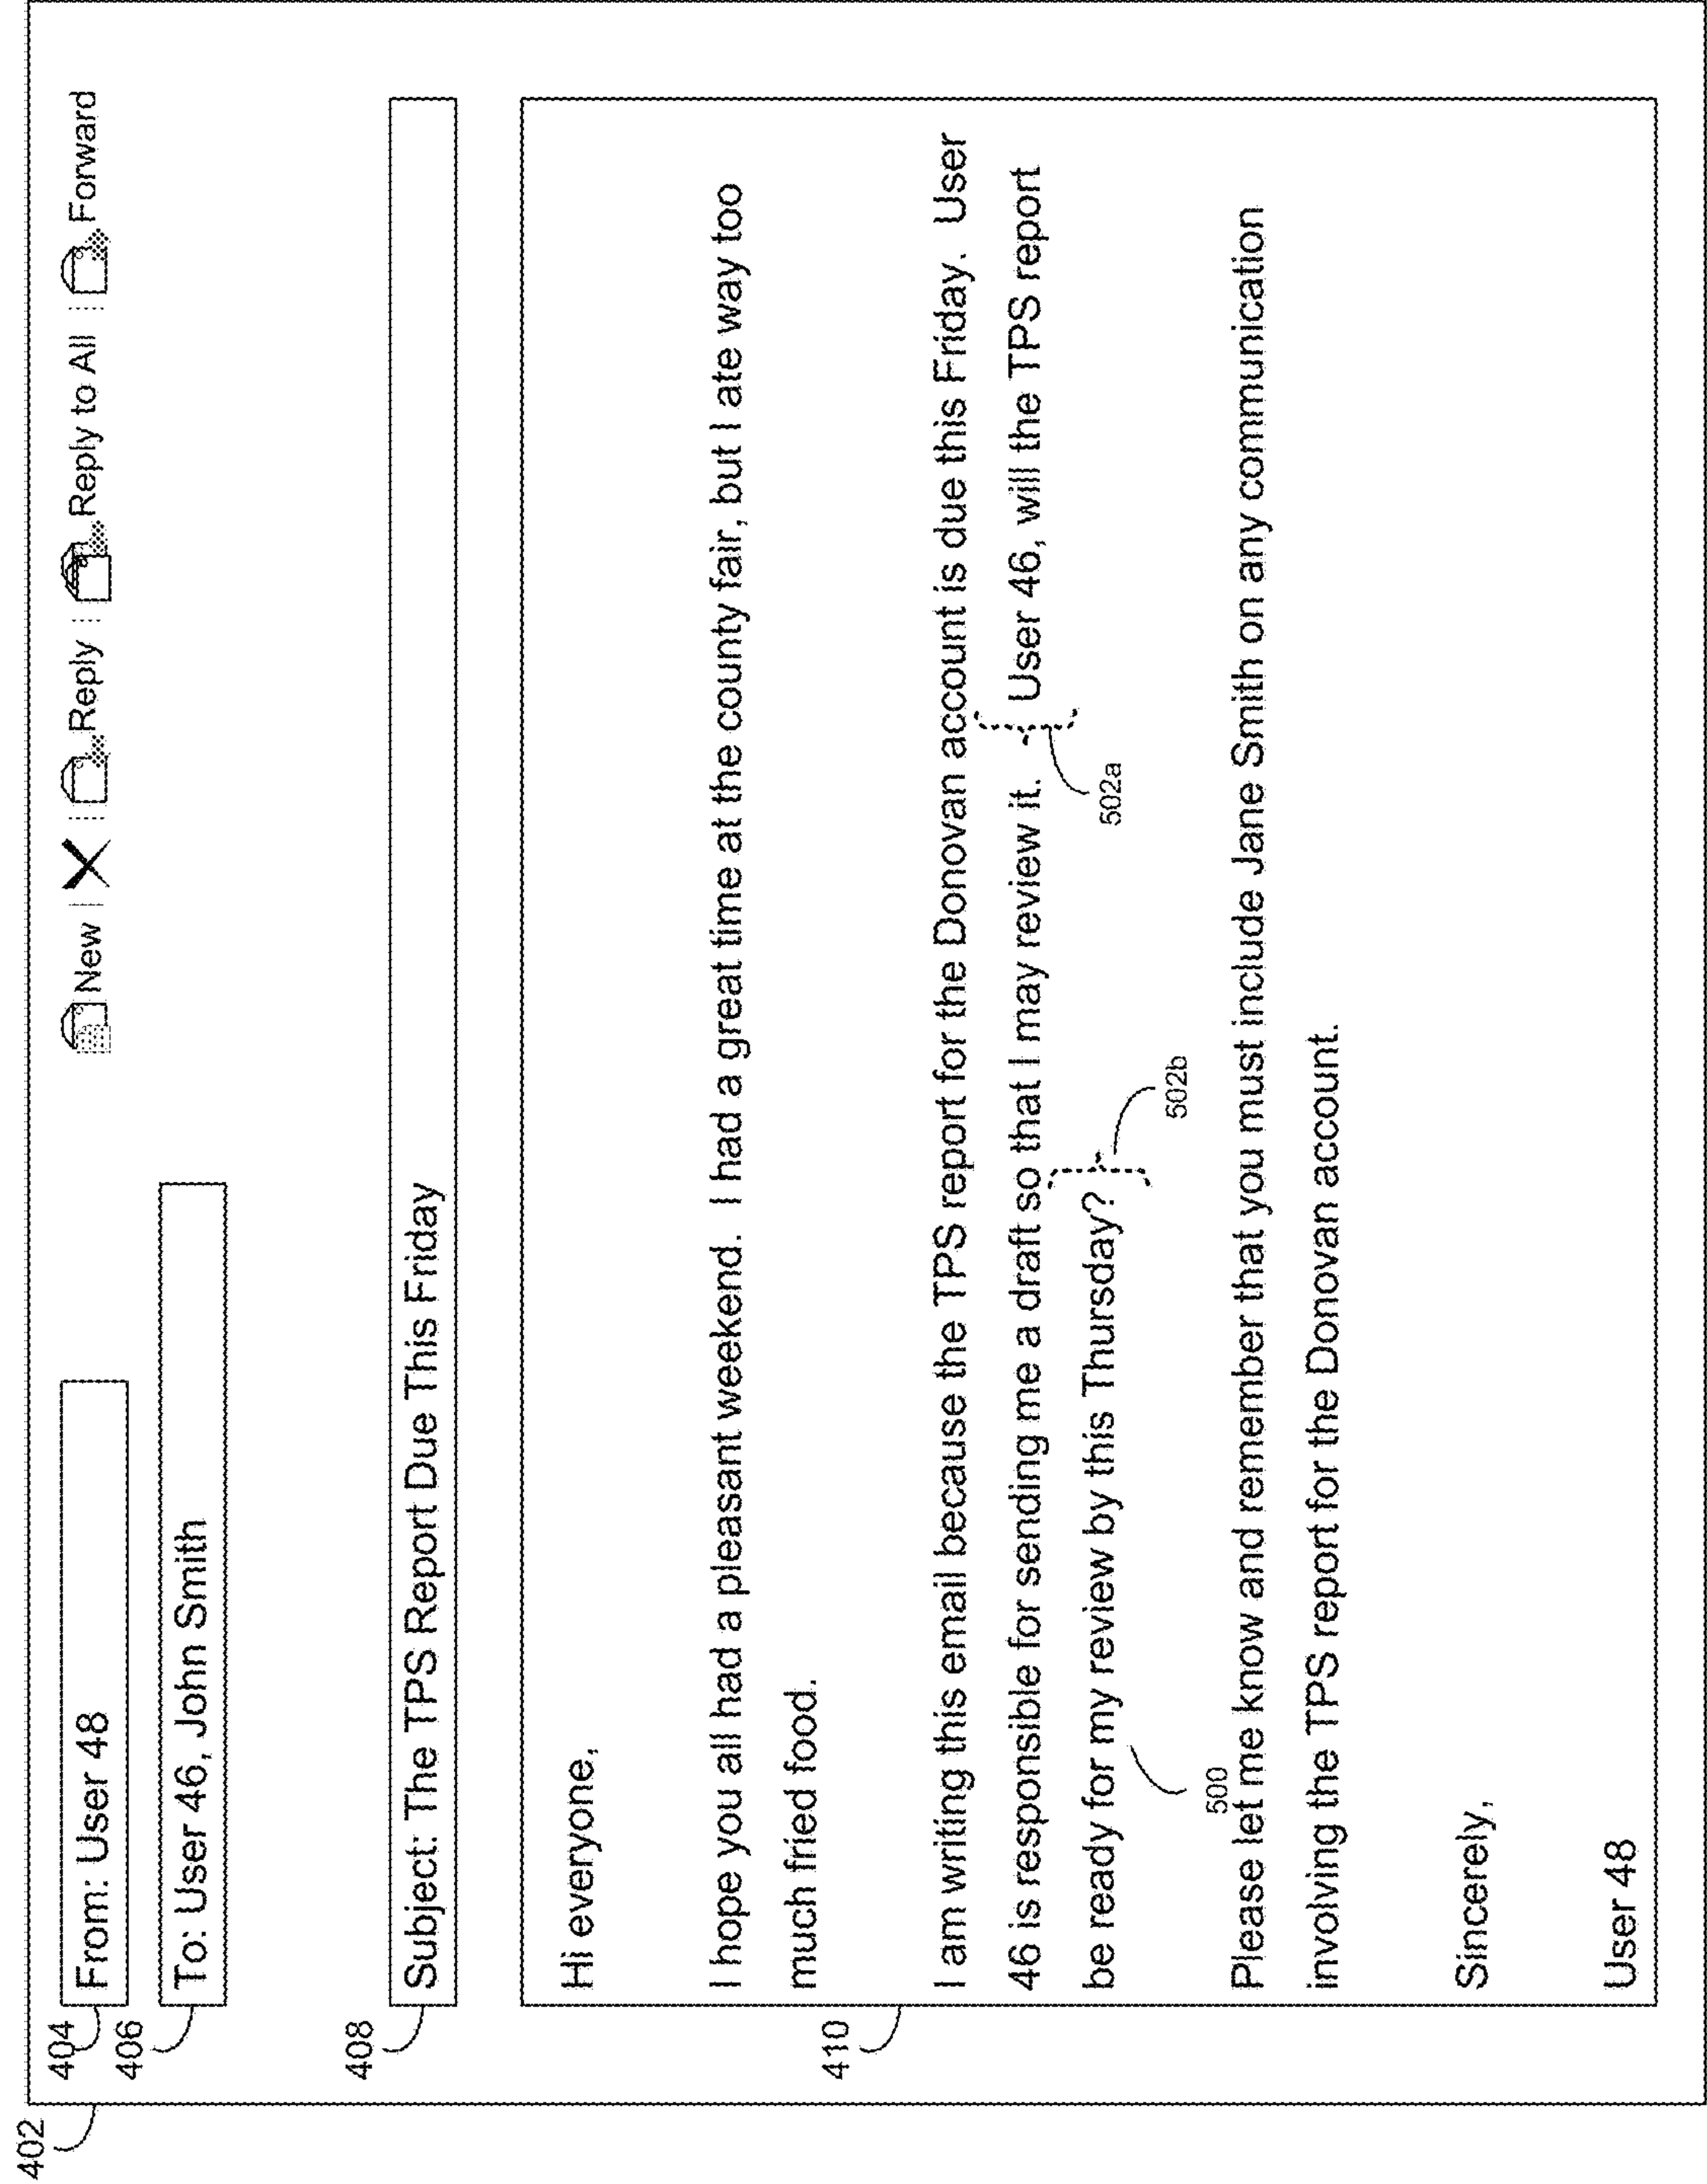 402
404
From: User 48
New Reply Reply to All Forward
406
To: User 46, John Smith
408
Subject: The TPS Report Due This Friday
410
Hi everyone,
I hope you all had a pleasant weekend. I had a great time at the county fair, but I ate way too
much fried food.
I am writing this email because the TPS report for the Donovan account is due this Friday. User
46 is responsible for sending me a draft so that I may review it. User 46, will the TPS report
502a
be ready for my review by this Thursday?
502b
500
Please let me know and remember that you must include Jane Smith on any communication
involving the TPS report for the Donovan account.
Sincerely,
User 48